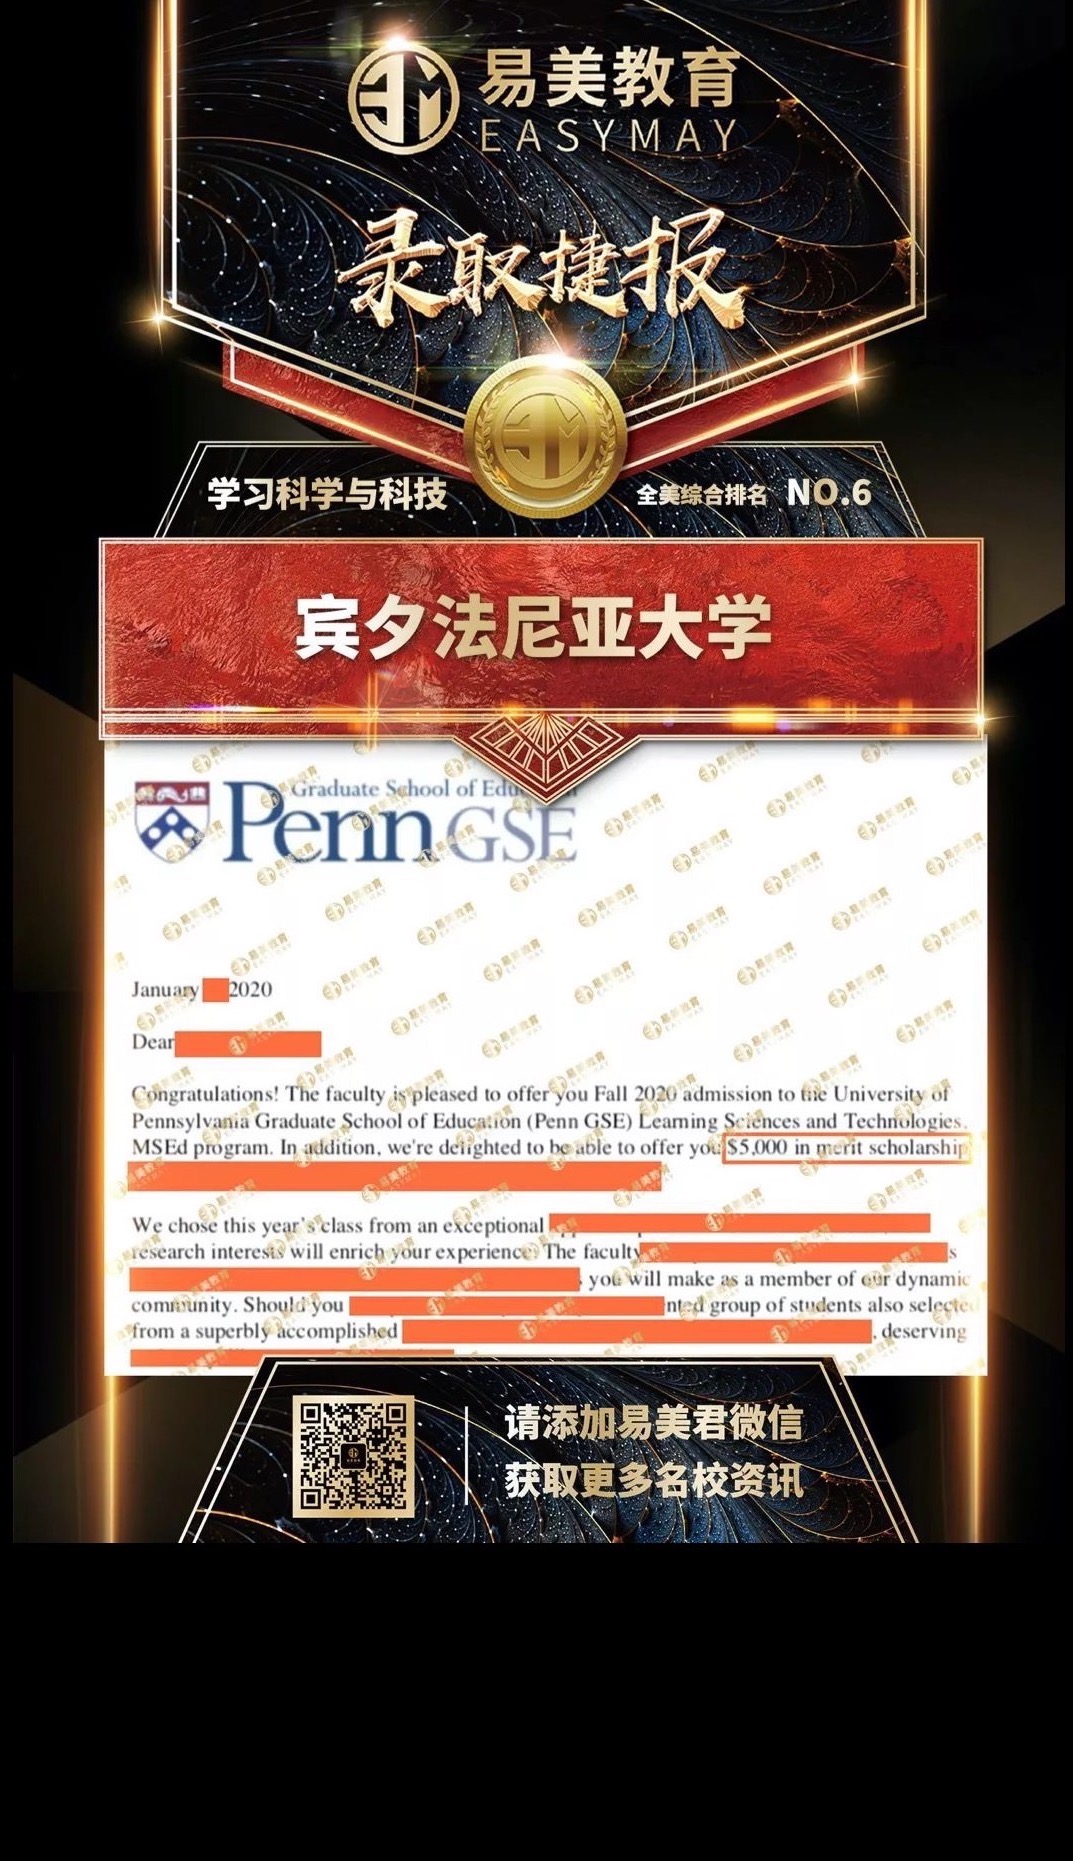 易美教育
EASYMAY
录取捷报
学习科学与科技
全美综合排名 NO.6
宾夕法尼亚大学
Graduate School of Edu
Penn GSE
January 2020
Dear
Congratulations! The faculty is pleased to offer you Fall 2020 admission to the University of
Pennsylvania Graduate School of Education (Penn GSE) Learning Sciences and Technologies.
MSEd program. In addition, we're delighted to be able to offer you $5,000 in merit scholarship
We chose this year's class from an exceptional
research interests will enrich your experience. The faculty s
you will make as a member of our dynamic
community. Should you nted group of students also selected
from a superbly accomplished , deserving
请添加易美君微信
获取更多名校资讯